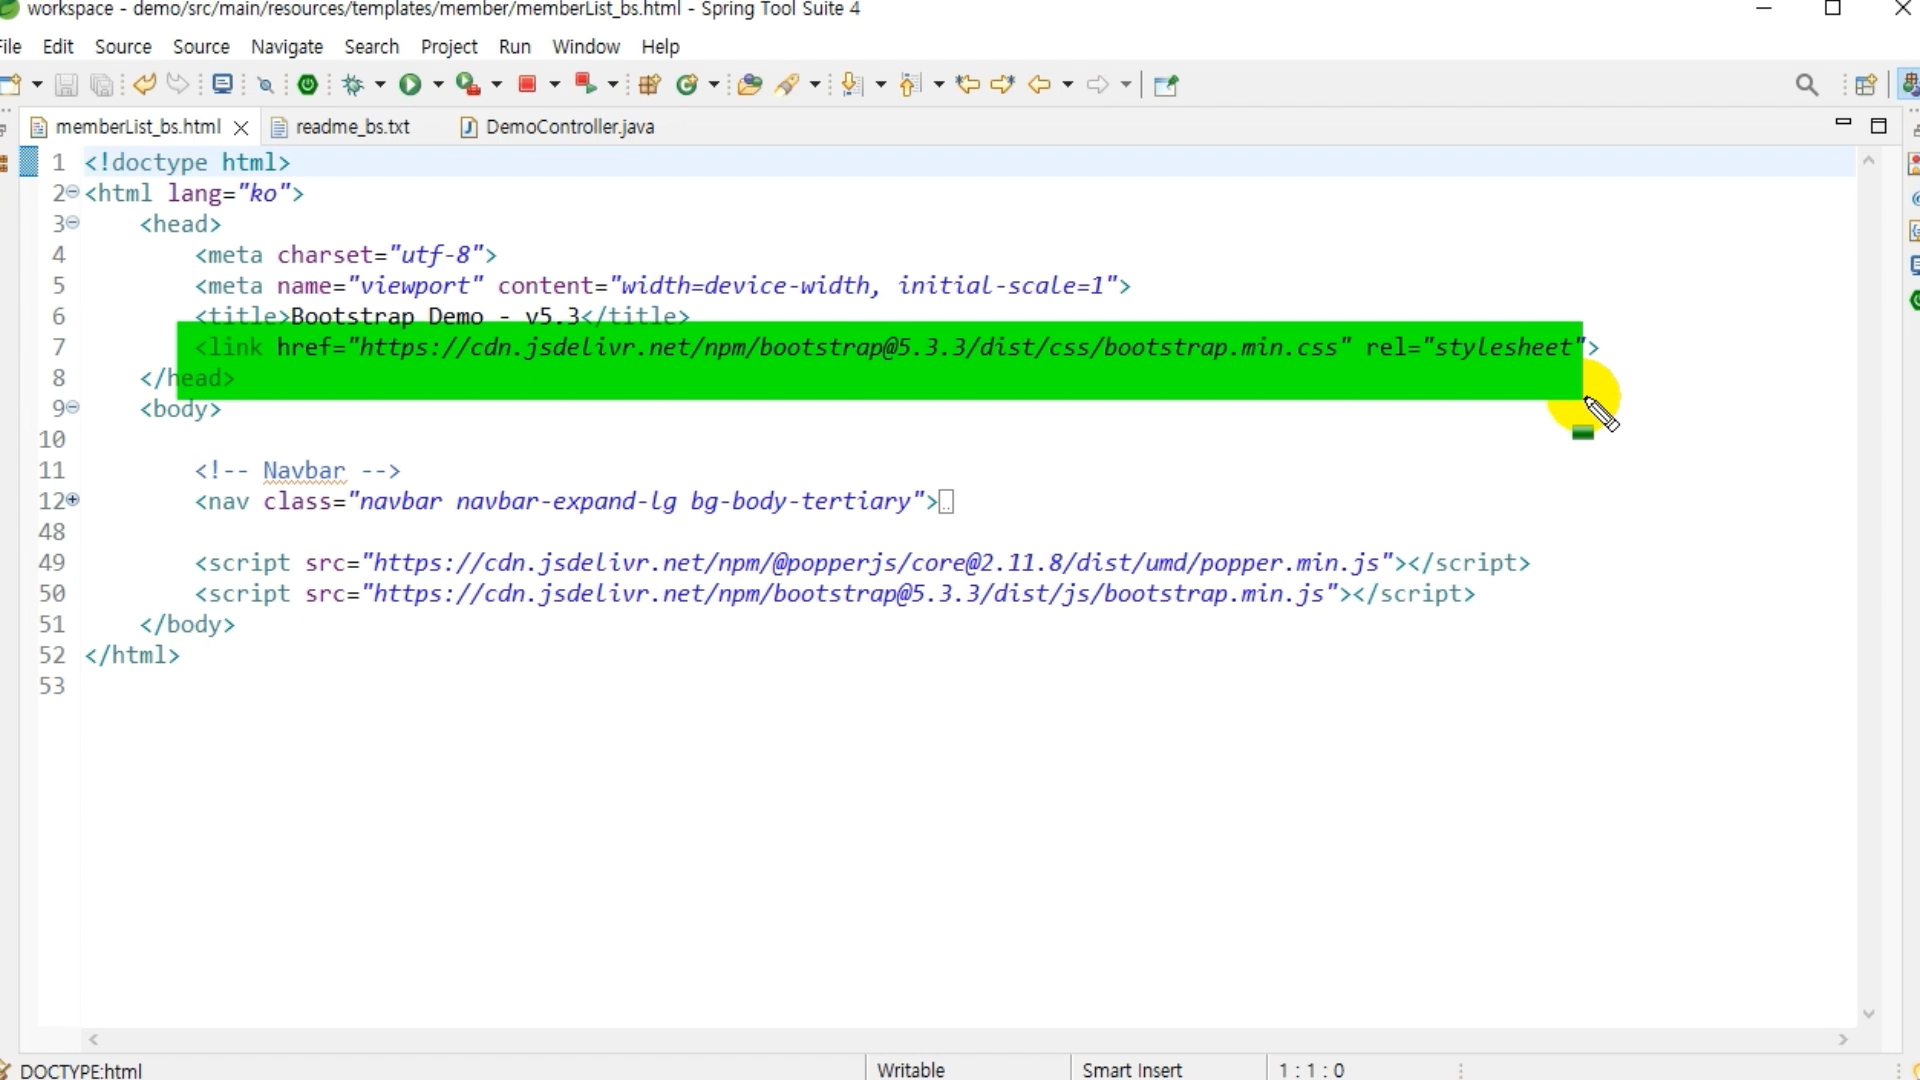 workspace - demo/src/main/resources/templates/member/memberList_bs.html - Spring Tool Suite 4
File Edit Source Source Navigate Search Project Run Window Help
memberList_bs.html readme_bs.txt DemoController.java
1 <!doctype html>
2 <html lang="ko">
3 <head>
4 <meta charset="utf-8">
5 <meta name="viewport" content="width=device-width, initial-scale=1">
6 <title>Bootstrap Demo - v5.3</title>
7 <link href="https://cdn.jsdelivr.net/npm/bootstrap@5.3.3/dist/css/bootstrap.min.css" rel="stylesheet">
8 </head>
9 <body>
10
11 <!-- Navbar -->
12 <nav class="navbar navbar-expand-lg bg-body-tertiary">
48
49 <script src="https://cdn.jsdelivr.net/npm/@popperjs/core@2.11.8/dist/umd/popper.min.js"></script>
50 <script src="https://cdn.jsdelivr.net/npm/bootstrap@5.3.3/dist/js/bootstrap.min.js"></script>
51 </body>
52 </html>
53
DOCTYPE:html Writable Smart Insert 1 : 1 : 0